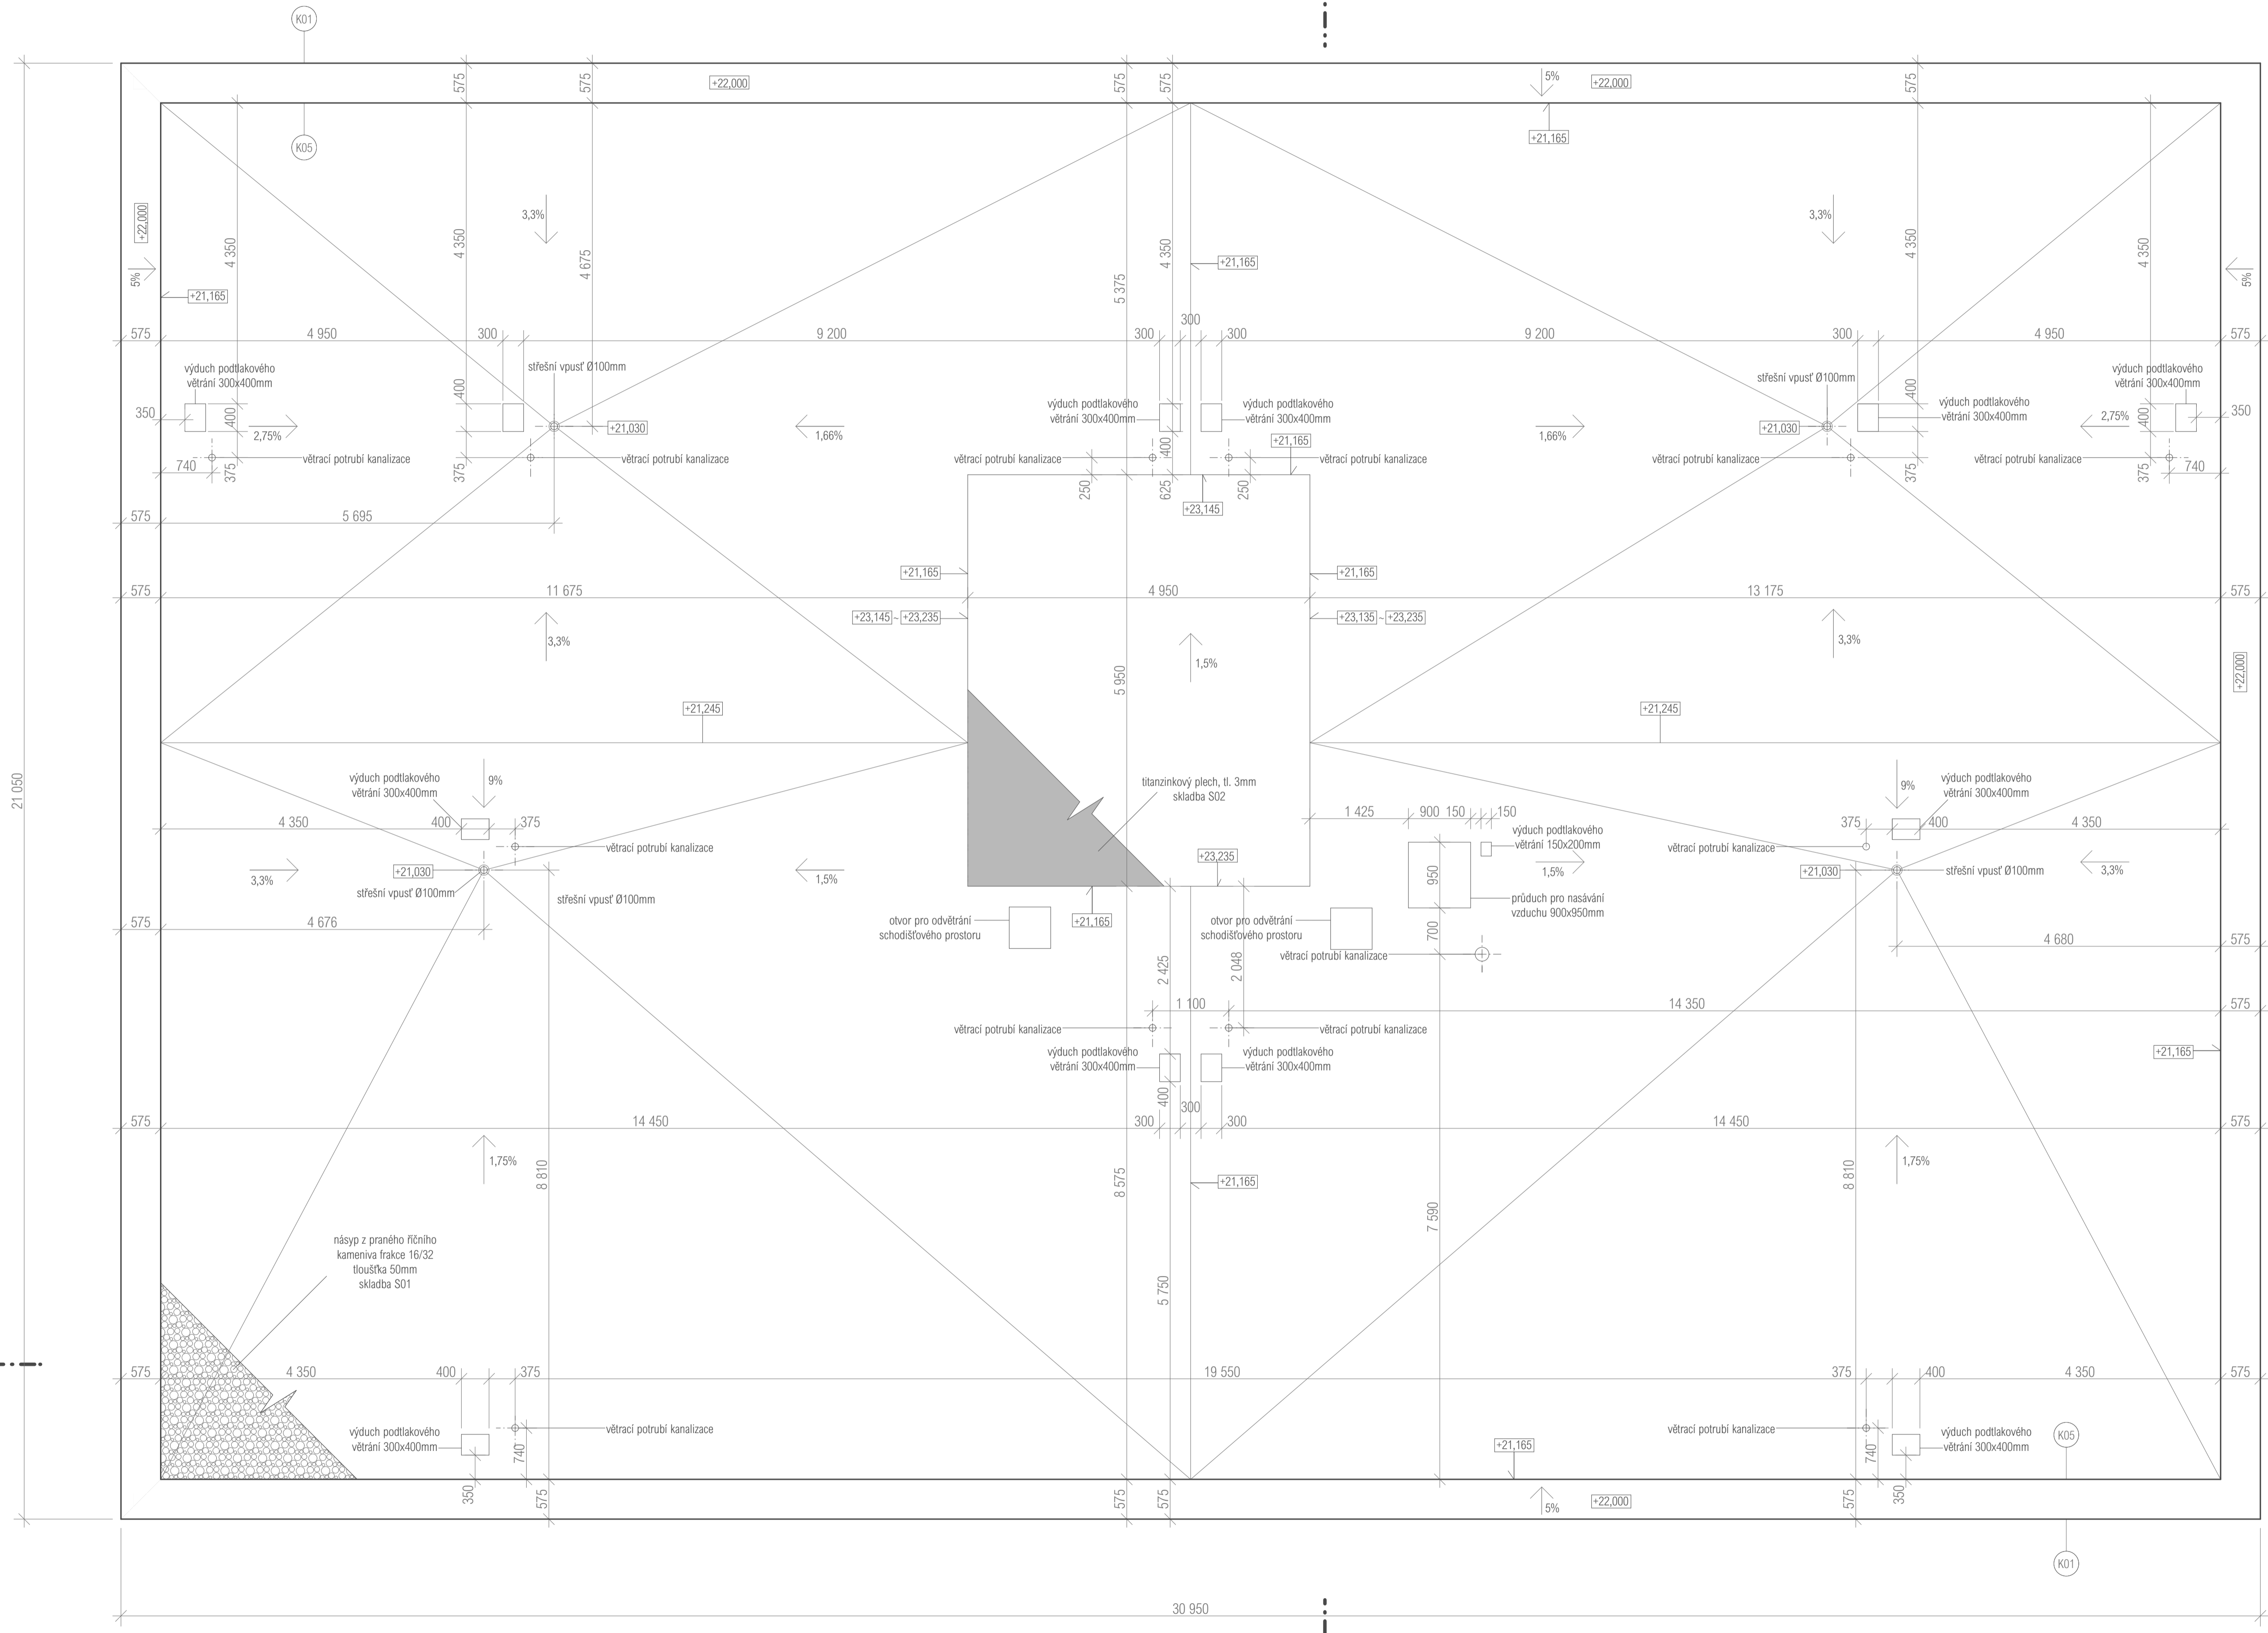 K01
575
575
575
575
575
+22,000
5%
+22,000
+21,165
K05
+22,000
5%
4 350
4 350
3,3%
4 675
5 375
4 350
+21,165
3,3%
4 350
4 350
5%
+21,165
575
4 950
300
9 200
300
300
300
9 200
300
4 950
575
výduch podtlakového
větrání 300x400mm
střešní vpusť Ø100mm
střešní vpusť Ø100mm
výduch podtlakového
větrání 300x400mm
350
400
2,75%
400
+21,030
1,66%
výduch podtlakového
větrání 300x400mm
výduch podtlakového
větrání 300x400mm
400
+21,165
1,66%
+21,030
400
výduch podtlakového
větrání 300x400mm
2,75%
400
350
740
375
větrací potrubí kanalizace
375
větrací potrubí kanalizace
větrací potrubí kanalizace
250
625
250
větrací potrubí kanalizace
větrací potrubí kanalizace
375
větrací potrubí kanalizace
375
740
+23,145
575
5 695
+21,165
+21,165
575
11 675
4 950
13 175
575
+23,145 ~ +23,235
+23,135 ~ +23,235
3,3%
1,5%
3,3%
5 950
+22,000
+21,245
+21,245
21 050
výduch podtlakového
větrání 300x400mm
9%
titanzinkový plech, tl. 3mm
skladba S02
9%
výduch podtlakového
větrání 300x400mm
4 350
400
375
1 425
900
150
150
375
400
4 350
větrací potrubí kanalizace
výduch podtlakového
větrání 150x200mm
větrací potrubí kanalizace
+23,235
3,3%
+21,030
střešní vpusť Ø100mm
střešní vpusť Ø100mm
1,5%
950
1,5%
+21,030
střešní vpusť Ø100mm
3,3%
průduch pro nasávání
vzduchu 900x950mm
575
4 676
otvor pro odvětrání
schodišťového prostoru
+21,165
otvor pro odvětrání
schodišťového prostoru
700
větrací potrubí kanalizace
4 680
575
2 425
2 048
1 100
14 350
575
větrací potrubí kanalizace
větrací potrubí kanalizace
výduch podtlakového
větrání 300x400mm
výduch podtlakového
větrání 300x400mm
+21,165
400
300
575
14 450
300
300
14 450
575
1,75%
8 810
8 575
+21,165
7 590
8 810
1,75%
násyp z praného říčního
kameniva frakce 16/32
tloušťka 50mm
skladba S01
5 750
575
4 350
400
375
19 550
375
400
4 350
575
výduch podtlakového
větrání 300x400mm
větrací potrubí kanalizace
740
+21,165
větrací potrubí kanalizace
740
výduch podtlakového
větrání 300x400mm
K05
350
575
575
575
5%
+22,000
575
350
K01
30 950